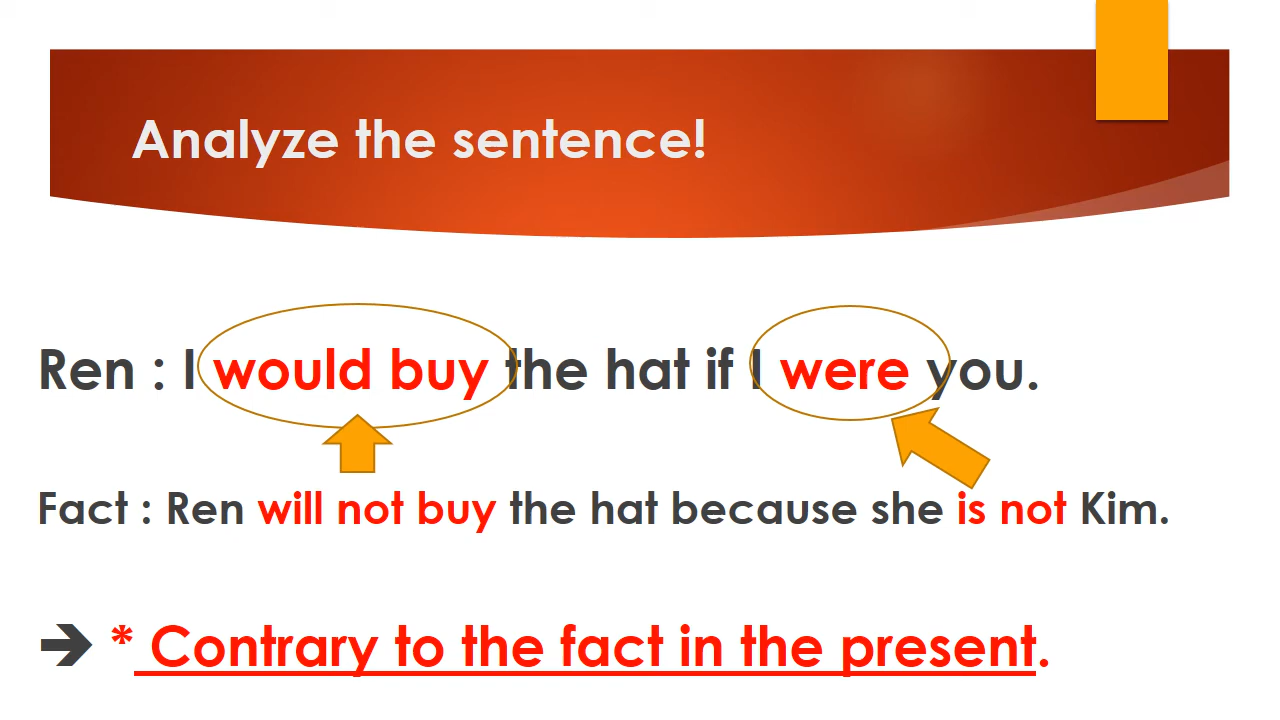 Analyze the sentence!
Ren : I would buy the hat if I were you.
Fact : Ren will not buy the hat because she is not Kim.
➔ * Contrary to the fact in the present.